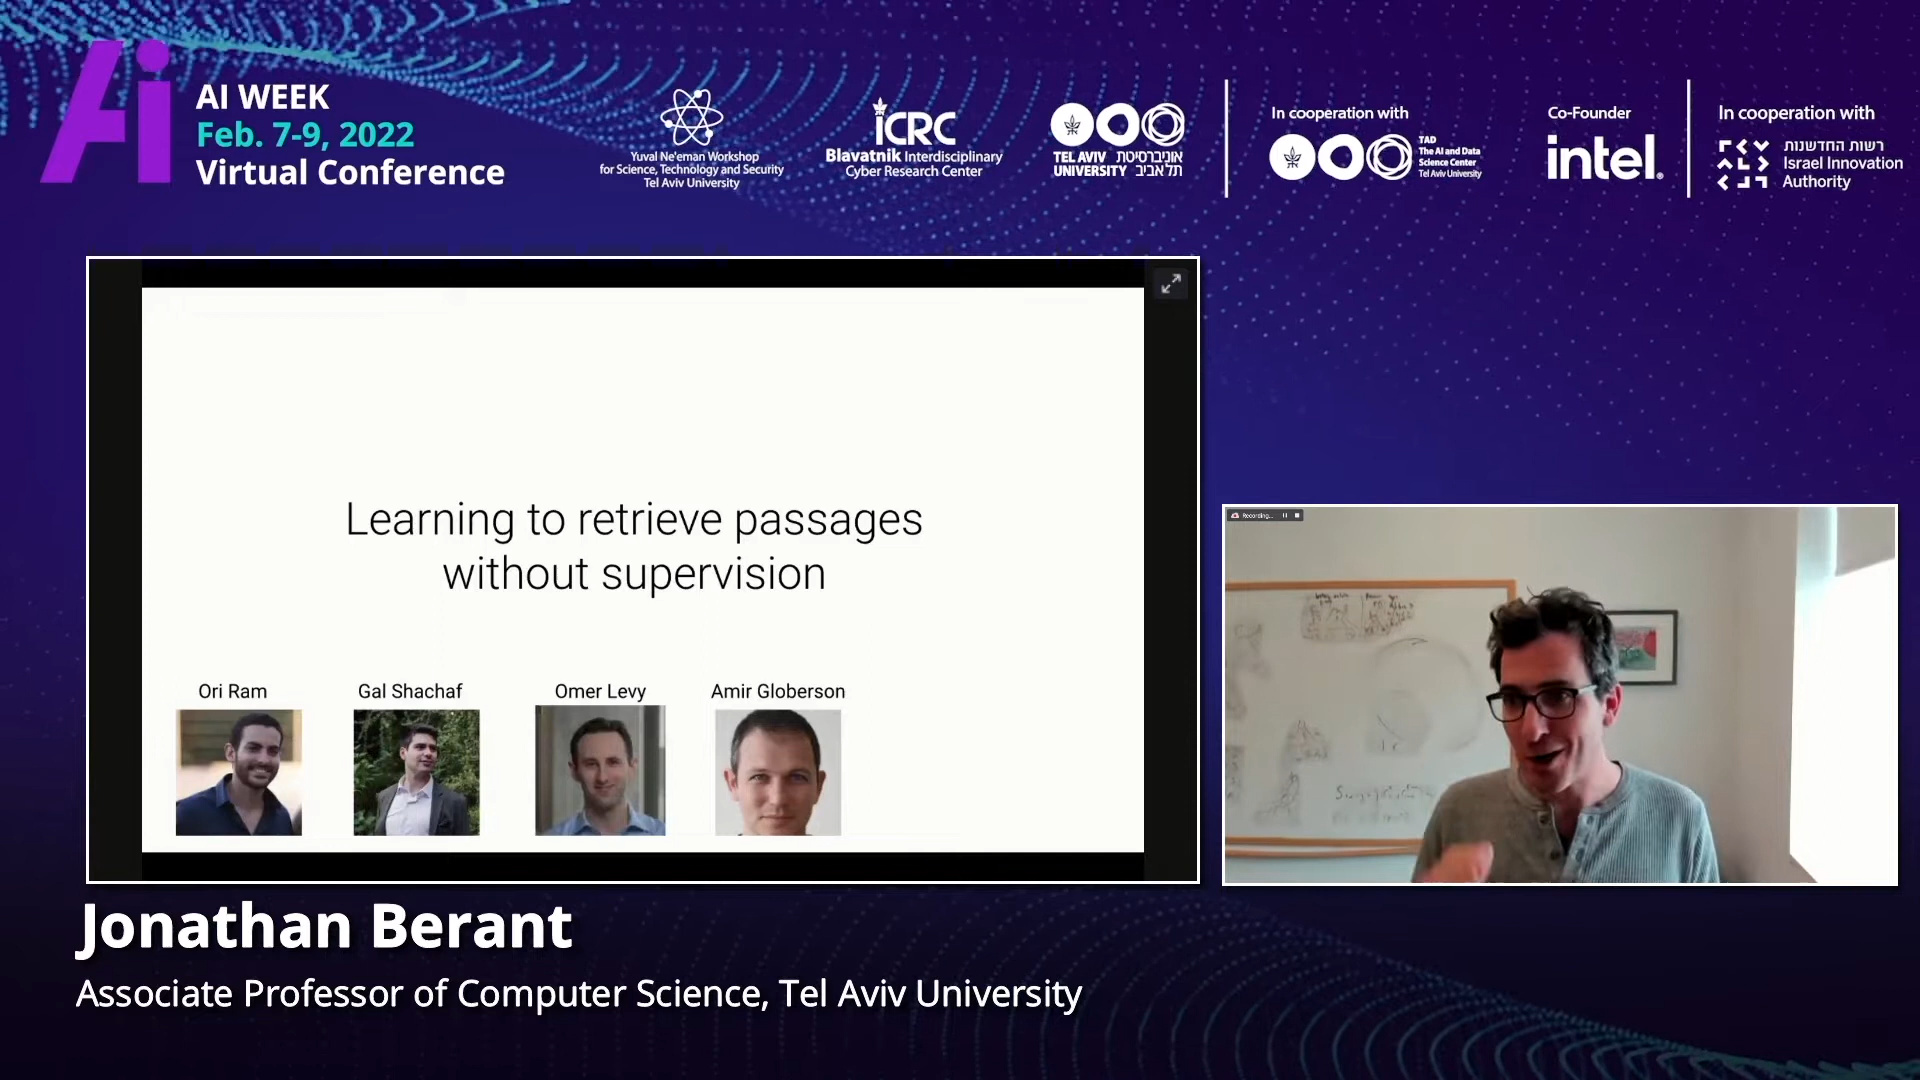 AI WEEK
Feb. 7-9, 2022
Virtual Conference
Yuval Ne'eman Workshop
for Science, Technology and Security
Tel Aviv University
ICRC
Blavatnik Interdisciplinary
Cyber Research Center
TEL AVIV אוניברסיטת
UNIVERSITY תל אביב
In cooperation with
TAD
The AI and Data
Science Center
Tel Aviv University
Co-Founder
intel.
In cooperation with
רשות החדשנות
Israel Innovation
Authority
Learning to retrieve passages
without supervision
Ori Ram
Gal Shachaf
Omer Levy
Amir Globerson
Recording...
Jonathan Berant
Associate Professor of Computer Science, Tel Aviv University